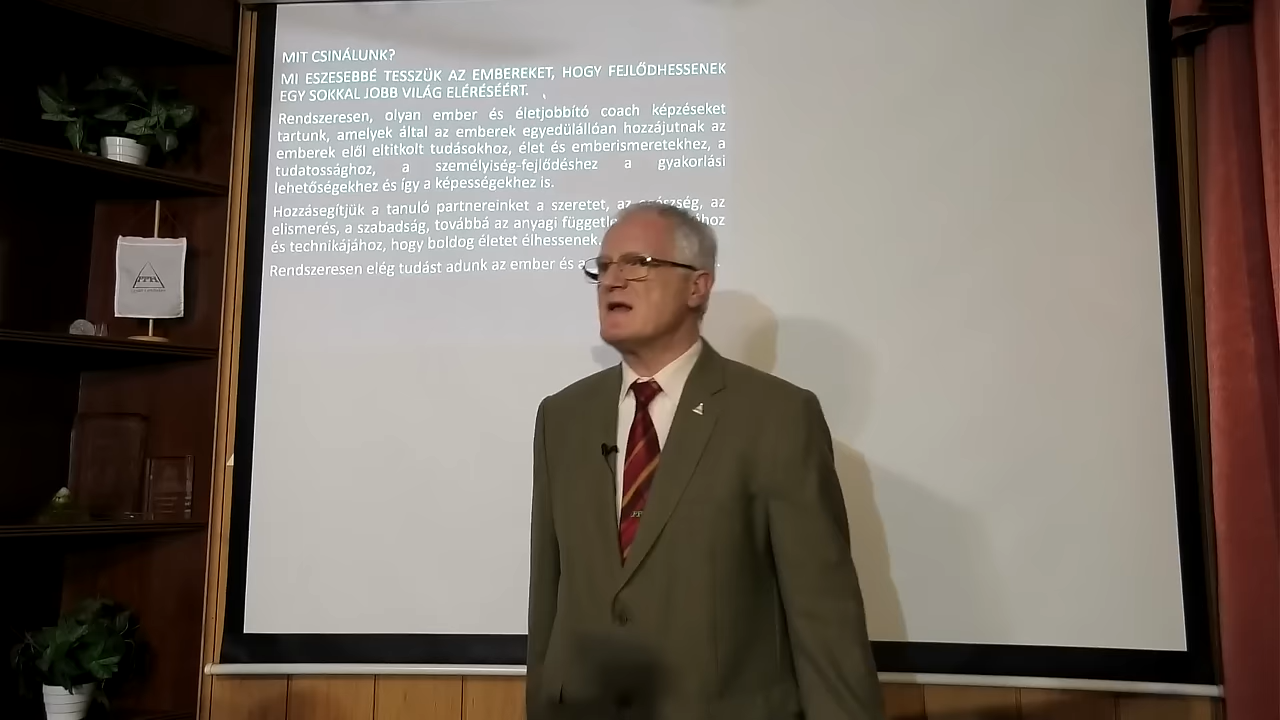 MIT CSINÁLUNK?
MI ESZESEBBÉ TESSZÜK AZ EMBEREKET, HOGY FEJLŐDHESSENEK
EGY SOKKAL JOBB VILÁG ELÉRÉSÉÉRT.
Rendszeresen, olyan ember és életjobbító coach képzéseket
tartunk, amelyek által az emberek egyedülállóan hozzájutnak az
emberek elől eltitkolt tudásokhoz, élet és emberismeretekhez, a
tudatossághoz, a személyiség-fejlődéshez a gyakorlási
lehetőségekhez és így a képességekhez is.
Hozzásegítjük a tanuló partnereinket a szeretet, az az
elismerés, a szabadság, továbbá az anyagi
és technikájához, hogy boldog életet élhessenek.
Rendszeresen elég tudást adunk az ember és